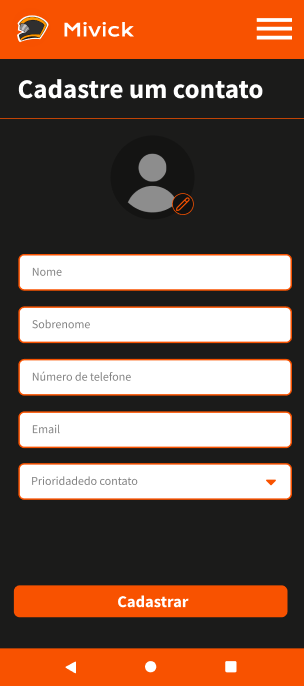 Mivick
Cadastre um contato
Nome
Sobrenome
Número de telefone
Email
Prioridadedo contato
Cadastrar